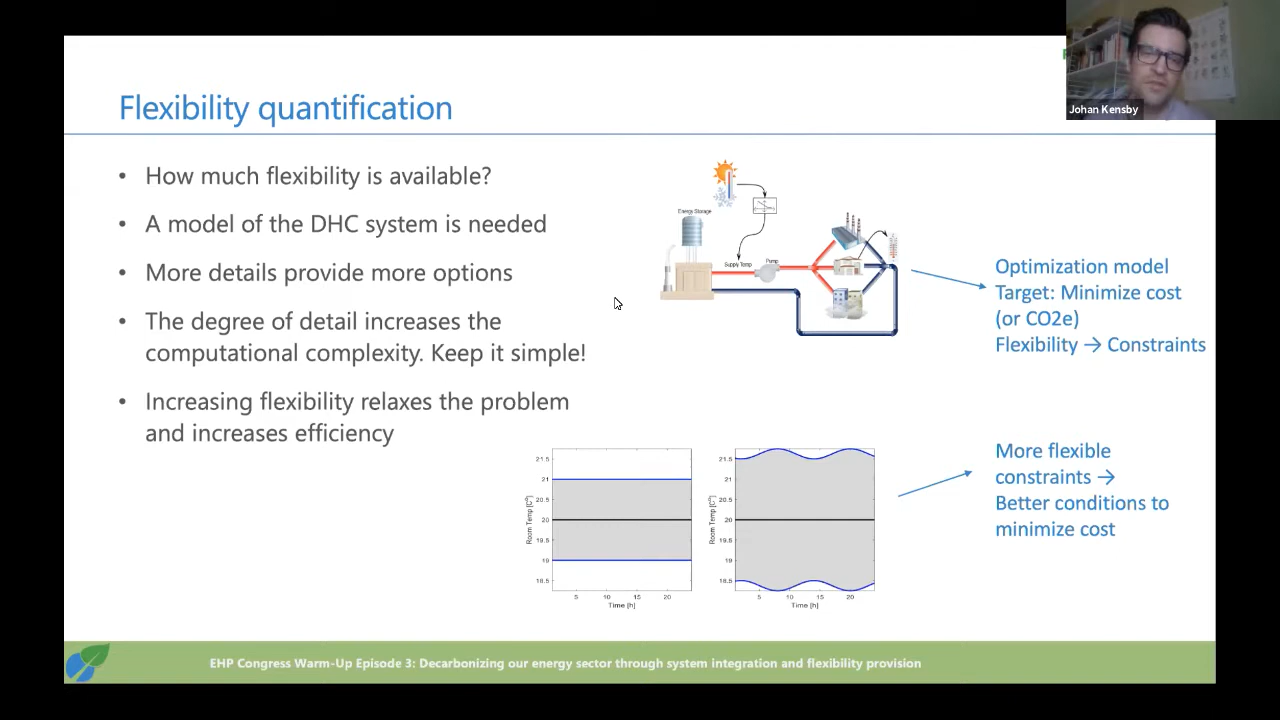 Flexibility quantification
Johan Kensby
• How much flexibility is available?
• A model of the DHC system is needed
• More details provide more options
• The degree of detail increases the
computational complexity. Keep it simple!
• Increasing flexibility relaxes the problem
and increases efficiency
Energy Storage
Supply Temp
Pump
Optimization model
Target: Minimize cost
(or CO2e)
Flexibility → Constraints
Room Temp [C°]
21.5
21
20.5
20
19.5
19
18.5
5 10 15 20
Time [h]
Room Temp [C°]
21.5
21
20.5
20
19.5
19
18.5
5 10 15 20
Time [h]
More flexible
constraints →
Better conditions to
minimize cost
EHP Congress Warm-Up Episode 3: Decarbonizing our energy sector through system integration and flexibility provision